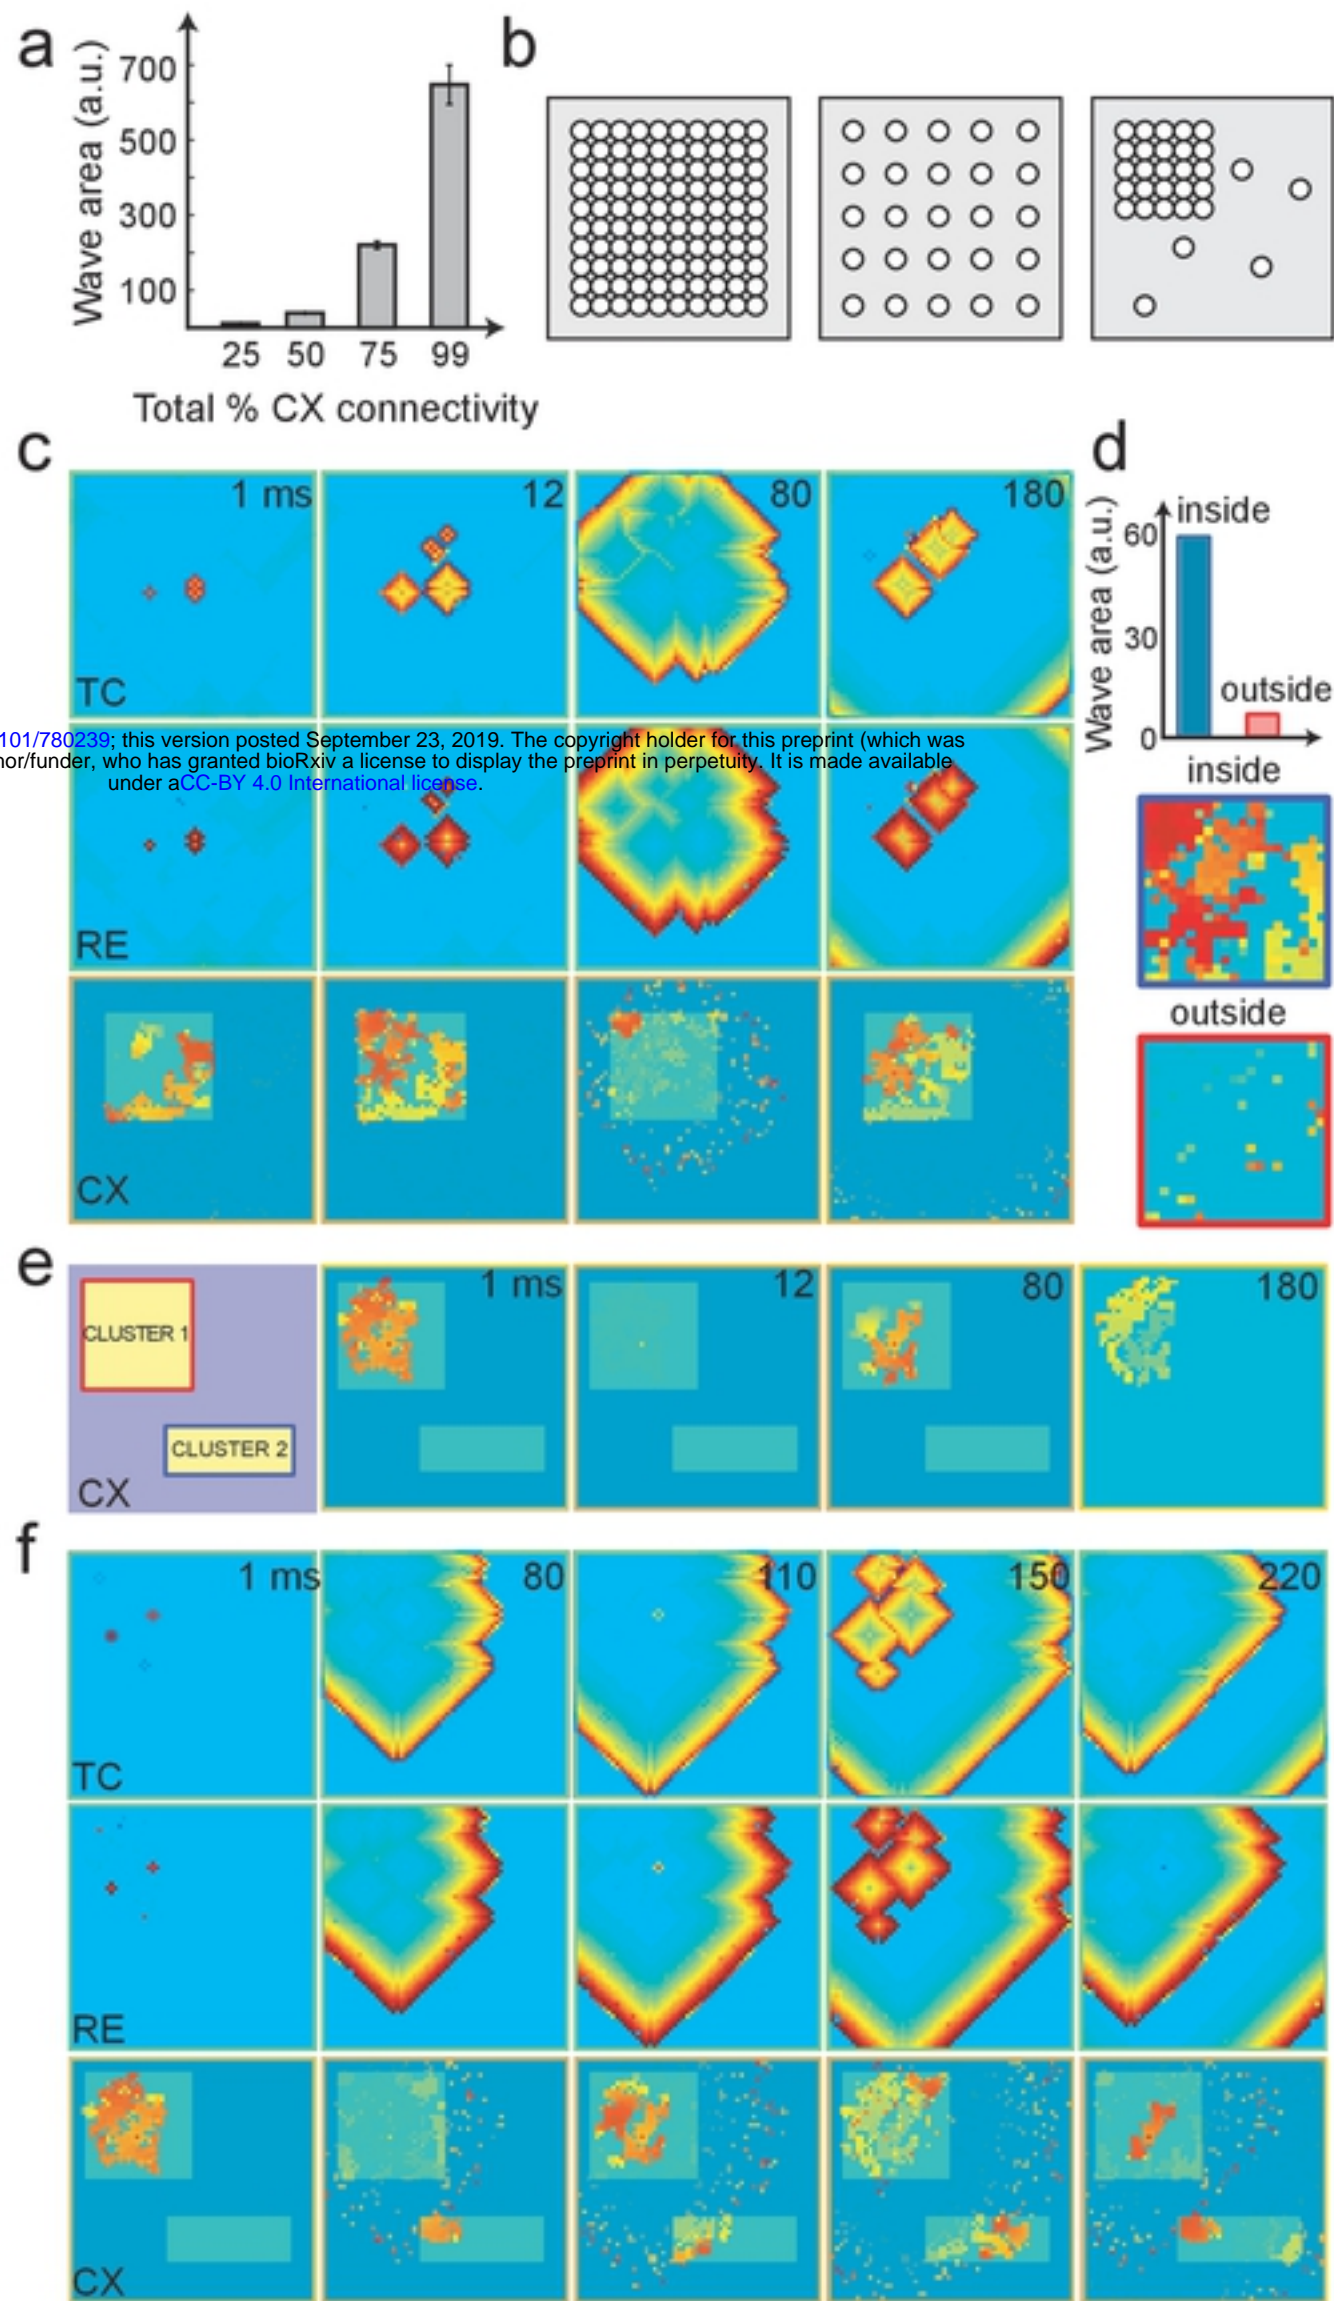 a
Wave area (a.u.)
700
500
300
100
25 50 75 99
Total % CX connectivity
b
c
1 ms 12 80 180
TC
101/780239; this version posted September 23, 2019. The copyright holder for this preprint (which was
nor/funder, who has granted bioRxiv a license to display the preprint in perpetuity. It is made available
under aCC-BY 4.0 International license.
RE
CX
d
Wave area (a.u.)
60
30
0
inside
outside
inside
outside
e
CLUSTER 1
CLUSTER 2
CX
1 ms 12 80 180
f
1 ms 80 110 150 220
TC
RE
CX